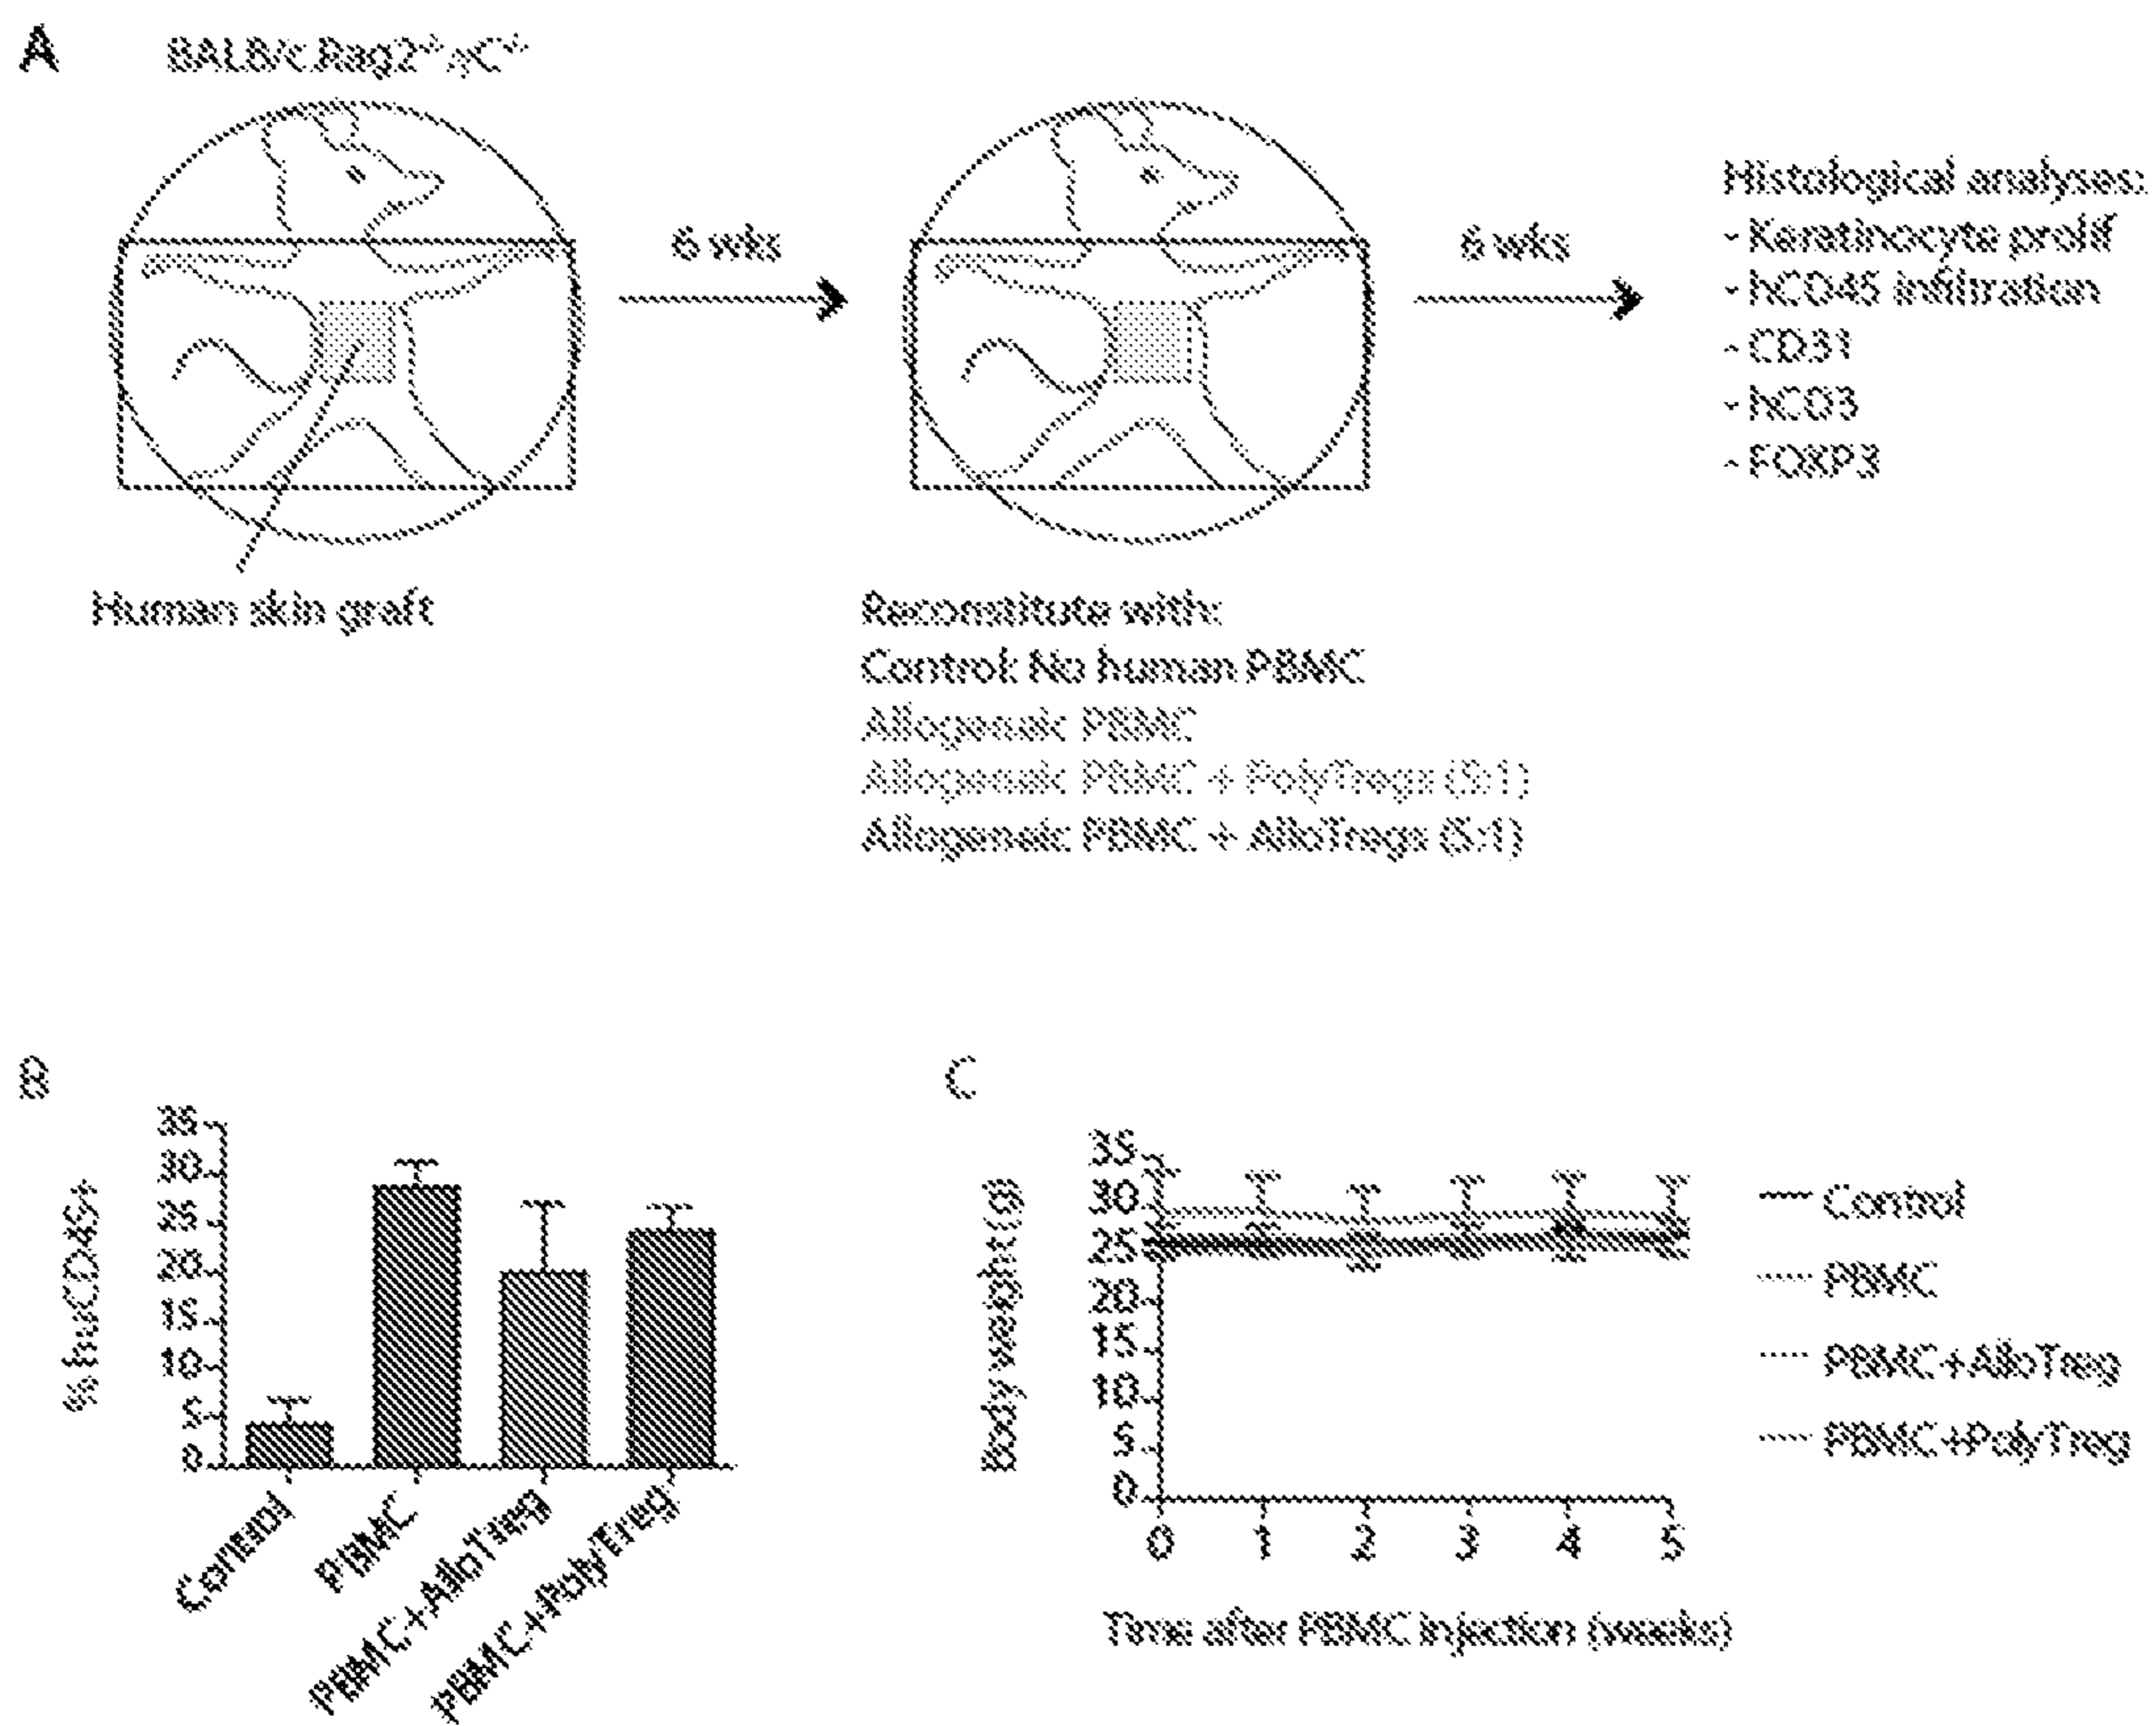 A
BALB/c.Rag2-/-
6 wks
6 wks
Histological analyses:
- Keratinocyte prolif
- hCD45 infiltration
- CD31
- hCD3
- FOXP3
Human skin graft
Reconstitute with:
Control: No human PBMC
Allogeneic PBMC
Allogeneic PBMC + PolyTregs (5:1)
Allogeneic PBMC + AlloTregs (5:1)
B
% huCD45+
35
30
25
20
15
10
5
0
Control
PBMC
PBMC+AlloTreg
PBMC+PolyTreg
C
Body weight (g)
35
30
25
20
15
10
5
0
0 1 2 3 4 5
Time after PBMC injection (weeks)
Control
PBMC
PBMC+AlloTreg
PBMC+PolyTreg